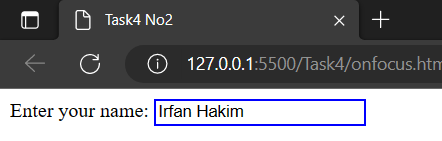 Task4 No2
127.0.0.1:5500/Task4/onfocus.htm
Enter your name: Irfan Hakim